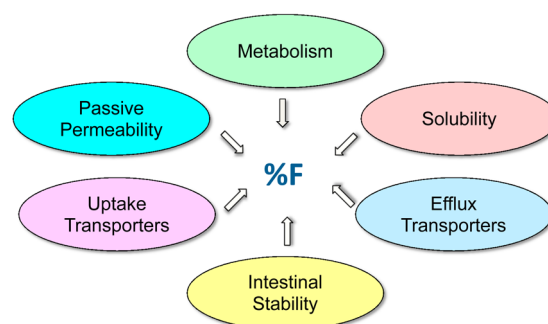 Metabolism
Passive
Permeability
Solubility
%F
Uptake
Transporters
Efflux
Transporters
Intestinal
Stability